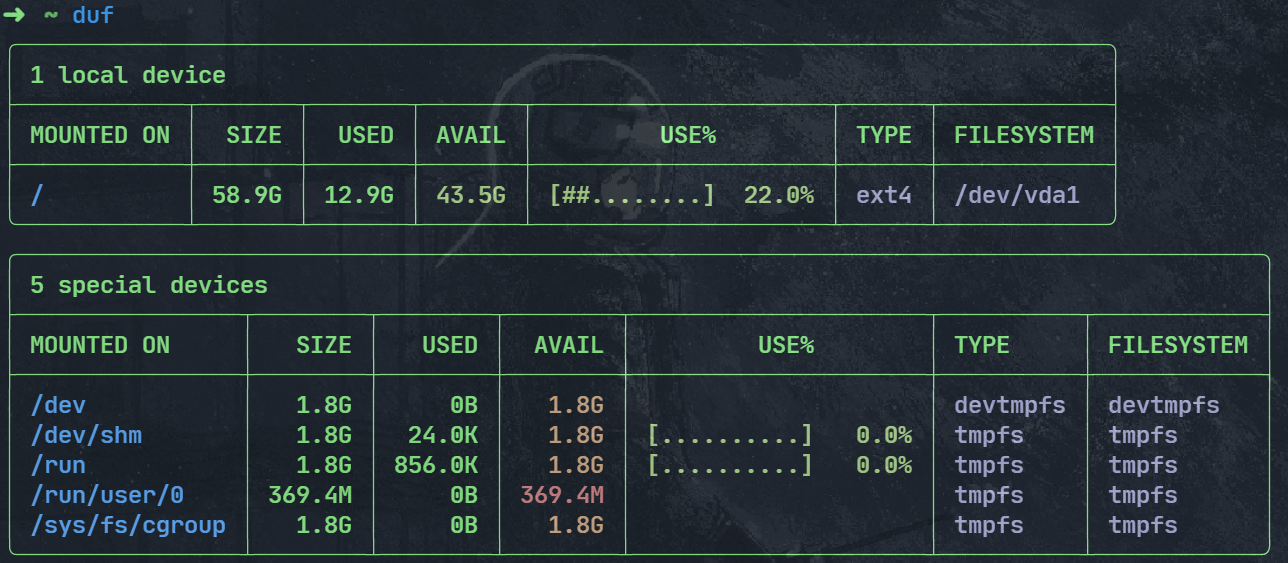 ➜ ~ duf
1 local device
MOUNTED ON SIZE USED AVAIL USE% TYPE FILESYSTEM
/ 58.9G 12.9G 43.5G [##........] 22.0% ext4 /dev/vda1
5 special devices
MOUNTED ON SIZE USED AVAIL USE% TYPE FILESYSTEM
/dev 1.8G 0B 1.8G devtmpfs devtmpfs
/dev/shm 1.8G 24.0K 1.8G [..........] 0.0% tmpfs tmpfs
/run 1.8G 856.0K 1.8G [..........] 0.0% tmpfs tmpfs
/run/user/0 369.4M 0B 369.4M tmpfs tmpfs
/sys/fs/cgroup 1.8G 0B 1.8G tmpfs tmpfs